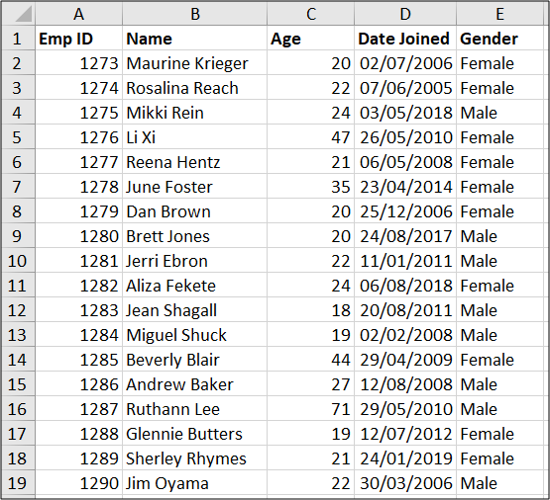 A B C D E
1 Emp ID Name Age Date Joined Gender
2 1273 Maurine Krieger 20 02/07/2006 Female
3 1274 Rosalina Reach 22 07/06/2005 Female
4 1275 Mikki Rein 24 03/05/2018 Male
5 1276 Li Xi 47 26/05/2010 Female
6 1277 Reena Hentz 21 06/05/2008 Female
7 1278 June Foster 35 23/04/2014 Female
8 1279 Dan Brown 20 25/12/2006 Female
9 1280 Brett Jones 20 24/08/2017 Male
10 1281 Jerri Ebron 22 11/01/2011 Male
11 1282 Aliza Fekete 24 06/08/2018 Female
12 1283 Jean Shagall 18 20/08/2011 Male
13 1284 Miguel Shuck 19 02/02/2008 Male
14 1285 Beverly Blair 44 29/04/2009 Female
15 1286 Andrew Baker 27 12/08/2008 Male
16 1287 Ruthann Lee 71 29/05/2010 Male
17 1288 Glennie Butters 19 12/07/2012 Female
18 1289 Sherley Rhymes 21 24/01/2019 Female
19 1290 Jim Oyama 22 30/03/2006 Male